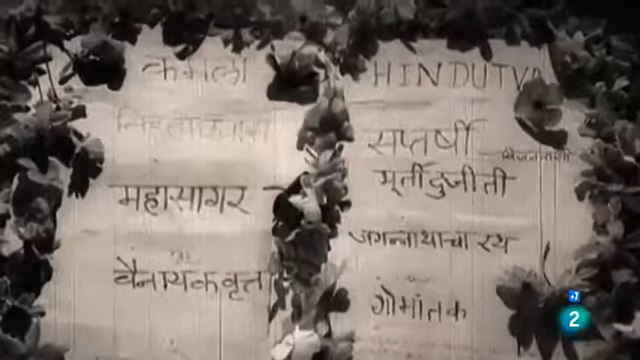 कमला
महासागर
वैनायकवृत्त
HINDUTVA
सप्तर्षी
मूर्ती दुजी ती
जगन्नाथाचा रथ
गोमांतक
2